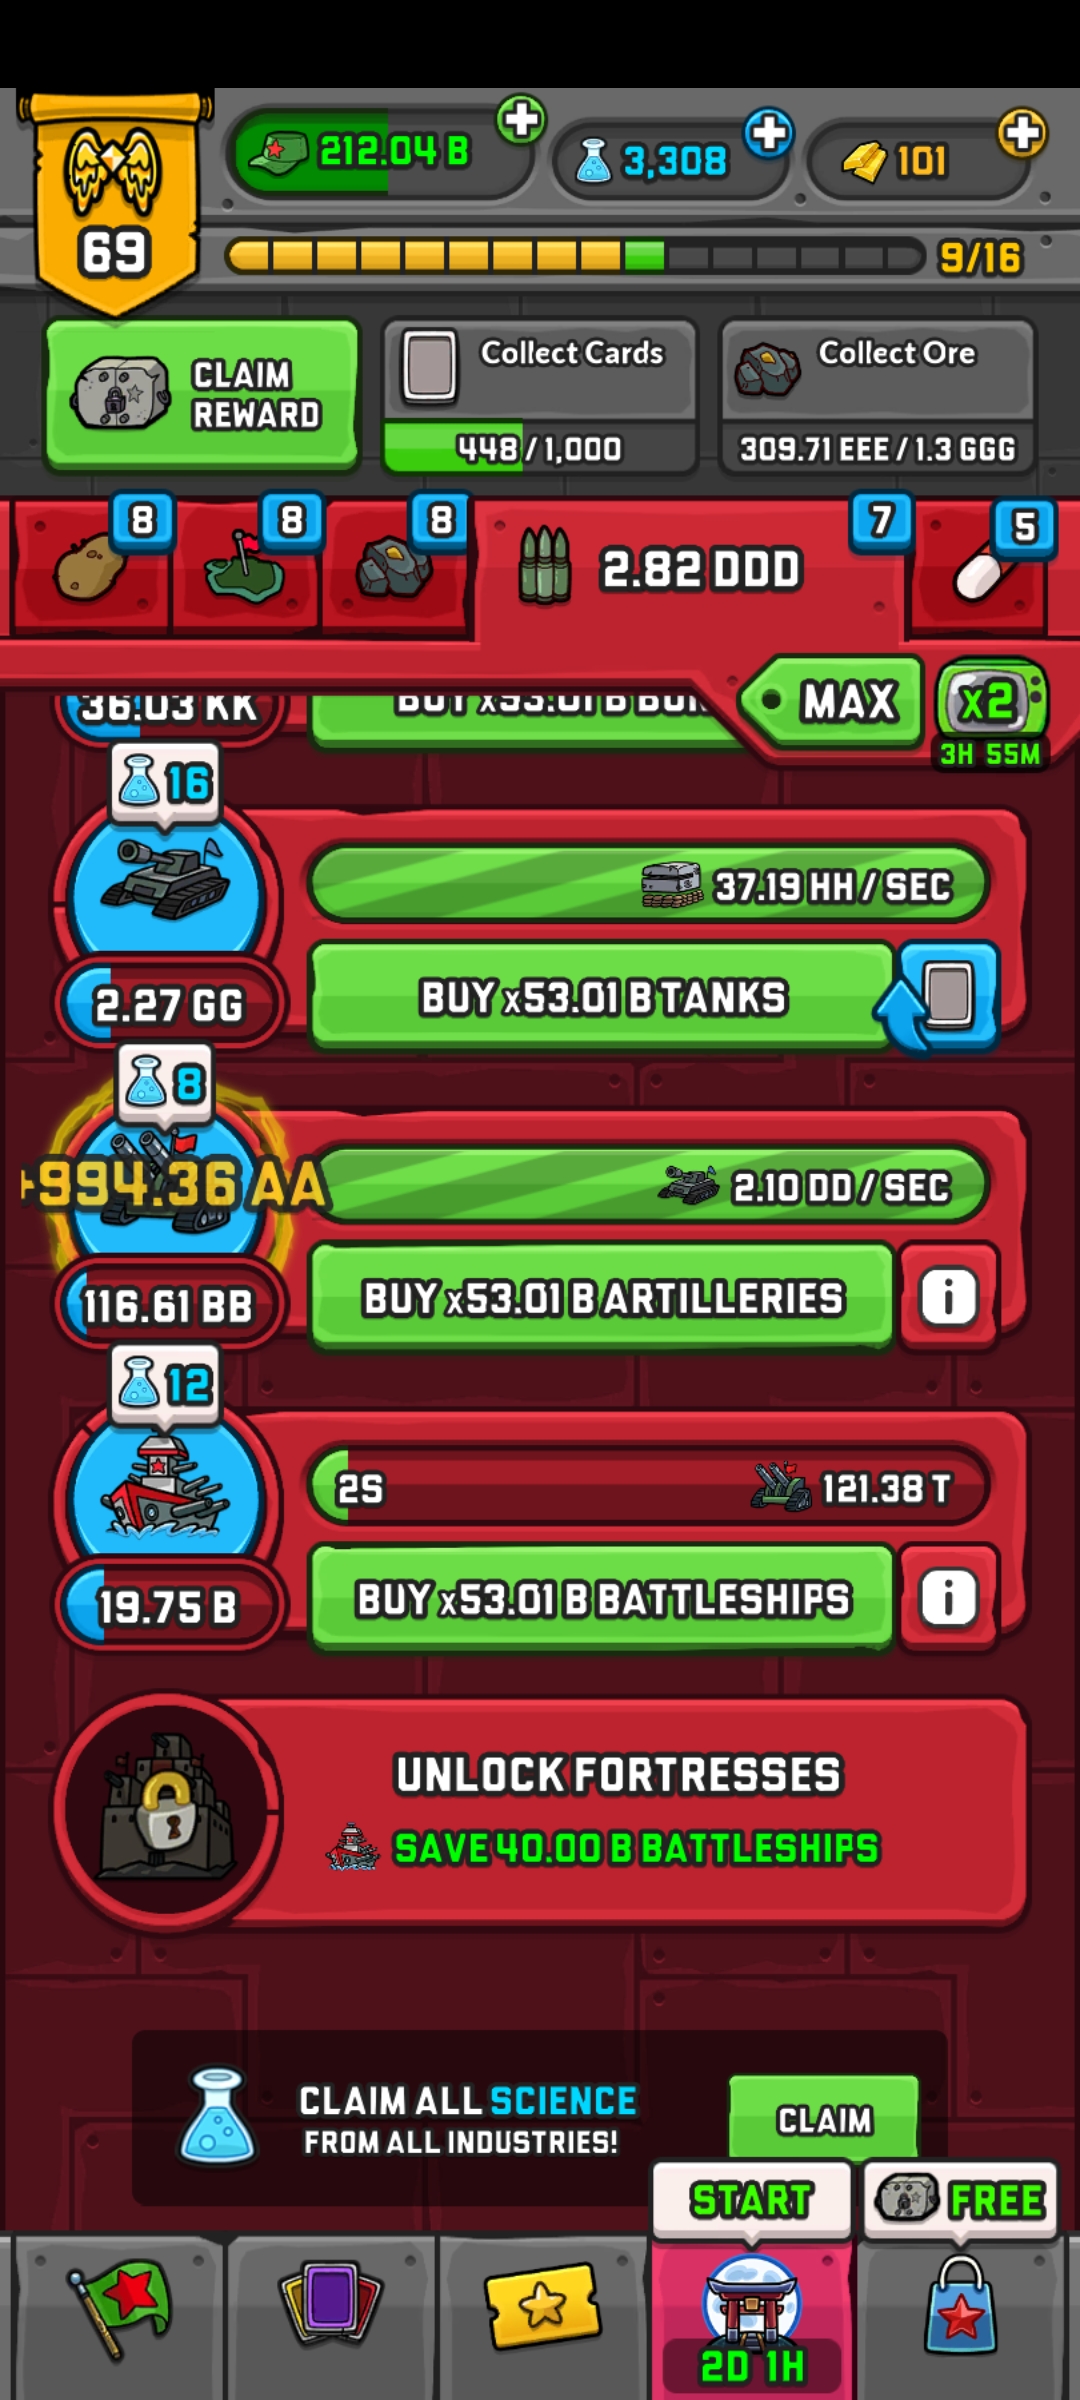 212.04 B
3,308
101
69
9/16
CLAIM
REWARD
Collect Cards
448 / 1,000
Collect Ore
309.71 EEE / 1.3 GGG
8
8
8
2.82 DDD
7
5
36.03 KK
MAX
x2
3H 55M
16
37.19 HH / SEC
2.27 GG
BUY x53.01 B TANKS
8
+994.36 AA
2.10 DD / SEC
116.61 BB
BUY x53.01 B ARTILLERIES
i
12
2S
121.38 T
19.75 B
BUY x53.01 B BATTLESHIPS
i
UNLOCK FORTRESSES
SAVE 40.00 B BATTLESHIPS
CLAIM ALL SCIENCE
FROM ALL INDUSTRIES!
CLAIM
START
FREE
2D 1H